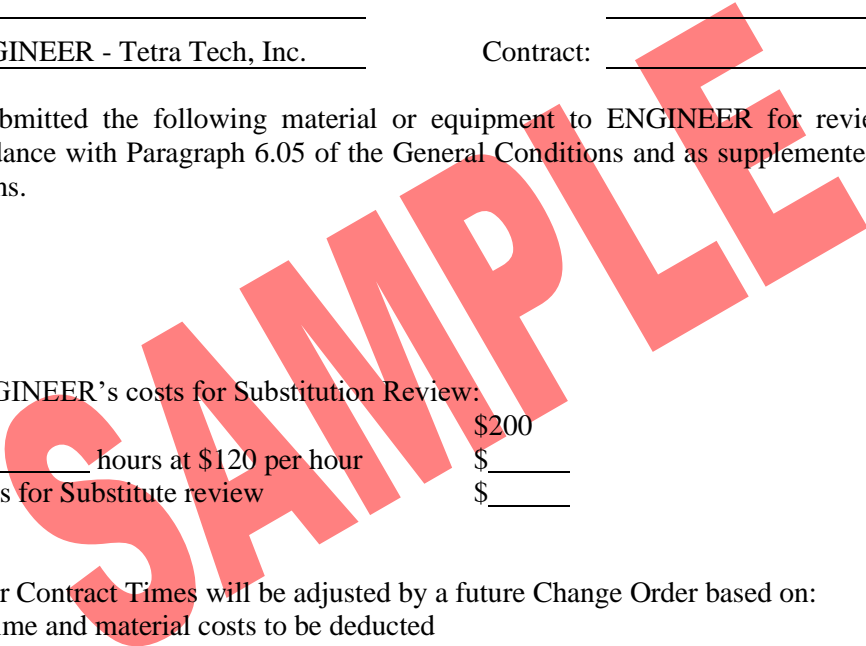 GINEER - Tetra Tech, Inc. Contract:
bmitted the following material or equipment to ENGINEER for revie
dance with Paragraph 6.05 of the General Conditions and as supplemente
ns.
SAMPLE
GINEER’s costs for Substitution Review:
$200
hours at $120 per hour $
s for Substitute review $
r Contract Times will be adjusted by a future Change Order based on:
ime and material costs to be deducted